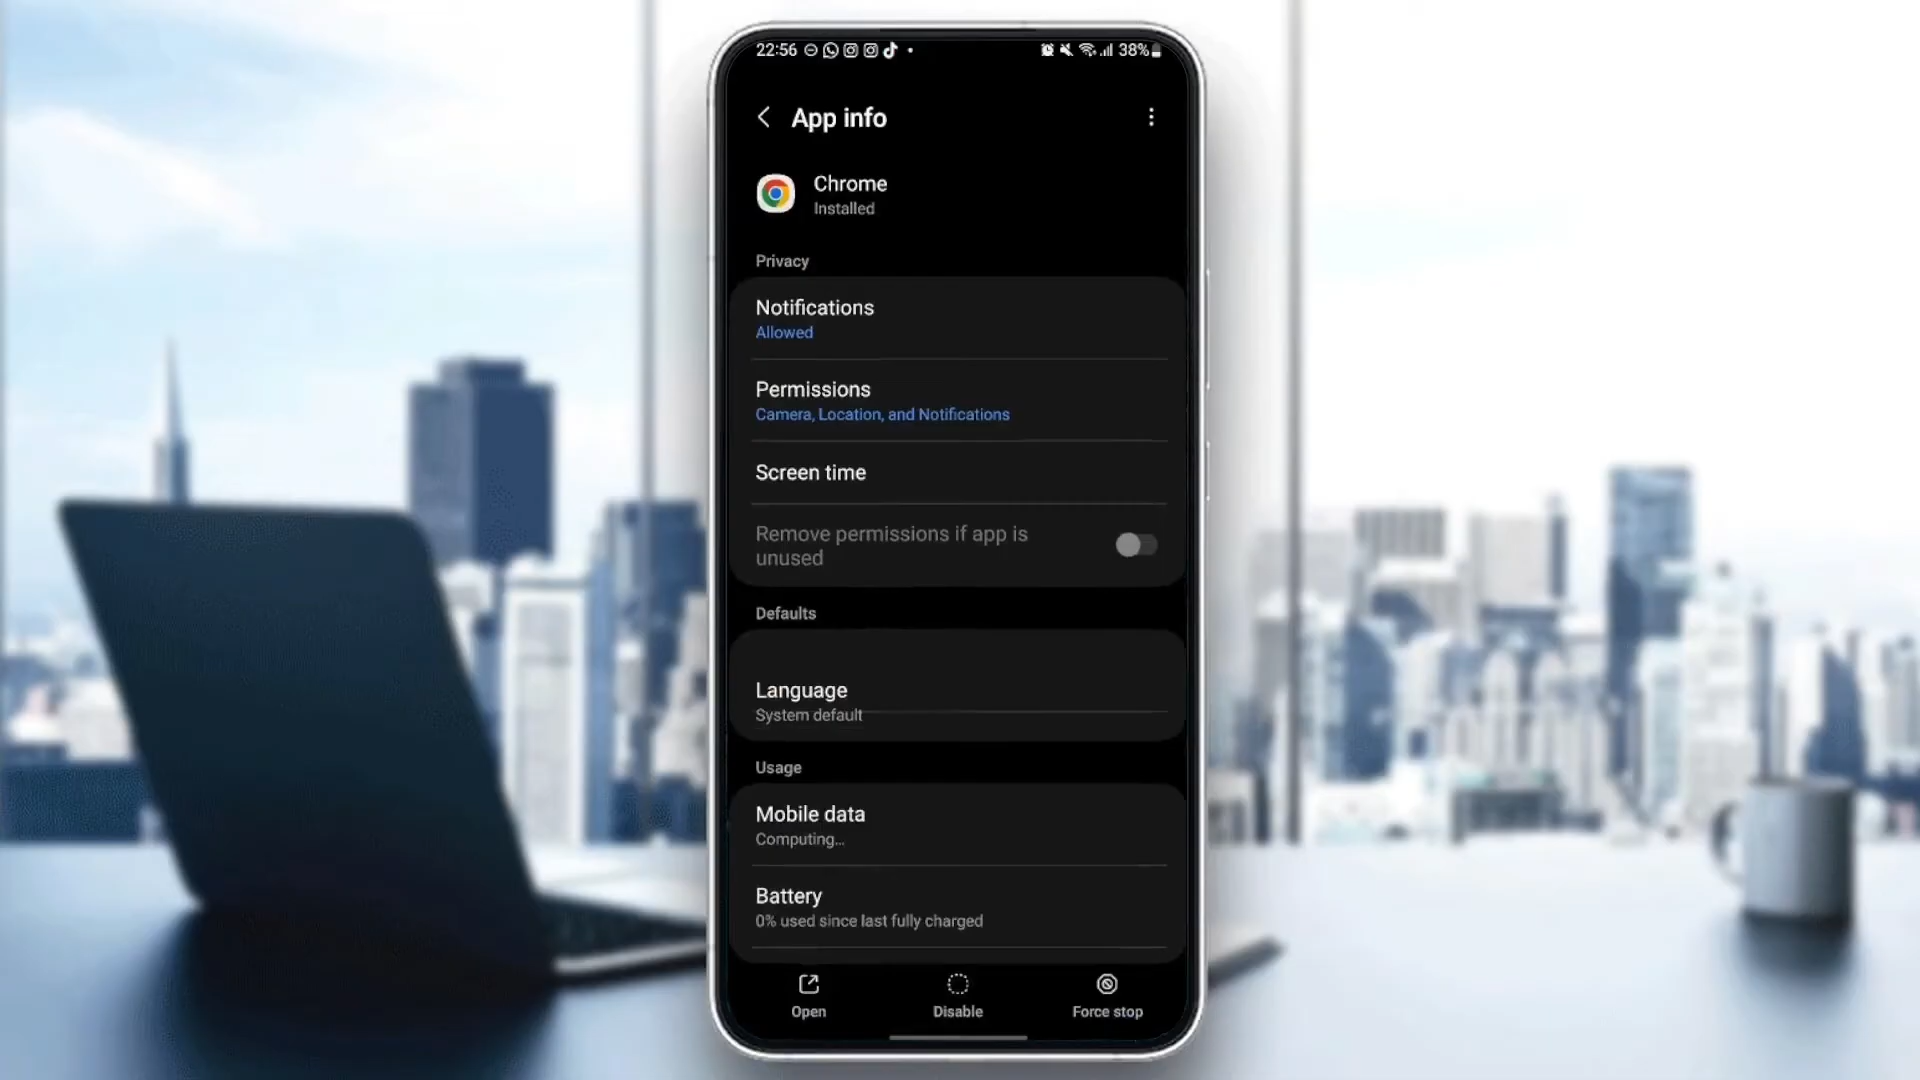 22:56 38%
App info
Chrome
Installed
Privacy
Notifications
Allowed
Permissions
Camera, Location, and Notifications
Screen time
Remove permissions if app is
unused
Defaults
Language
System default
Usage
Mobile data
Computing...
Battery
0% used since last fully charged
Open Disable Force stop